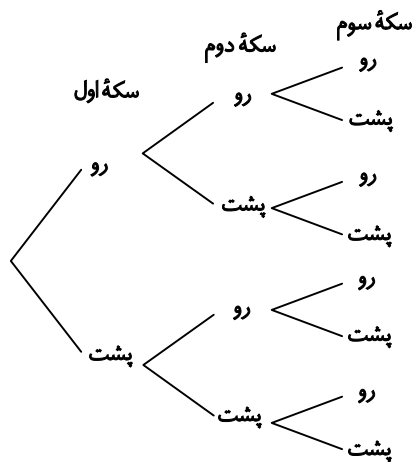 سکهٔ سوم
سکهٔ دوم
سکهٔ اول
رو
رو
پشت
رو
رو
پشت
پشت
رو
رو
پشت
پشت
رو
پشت
پشت